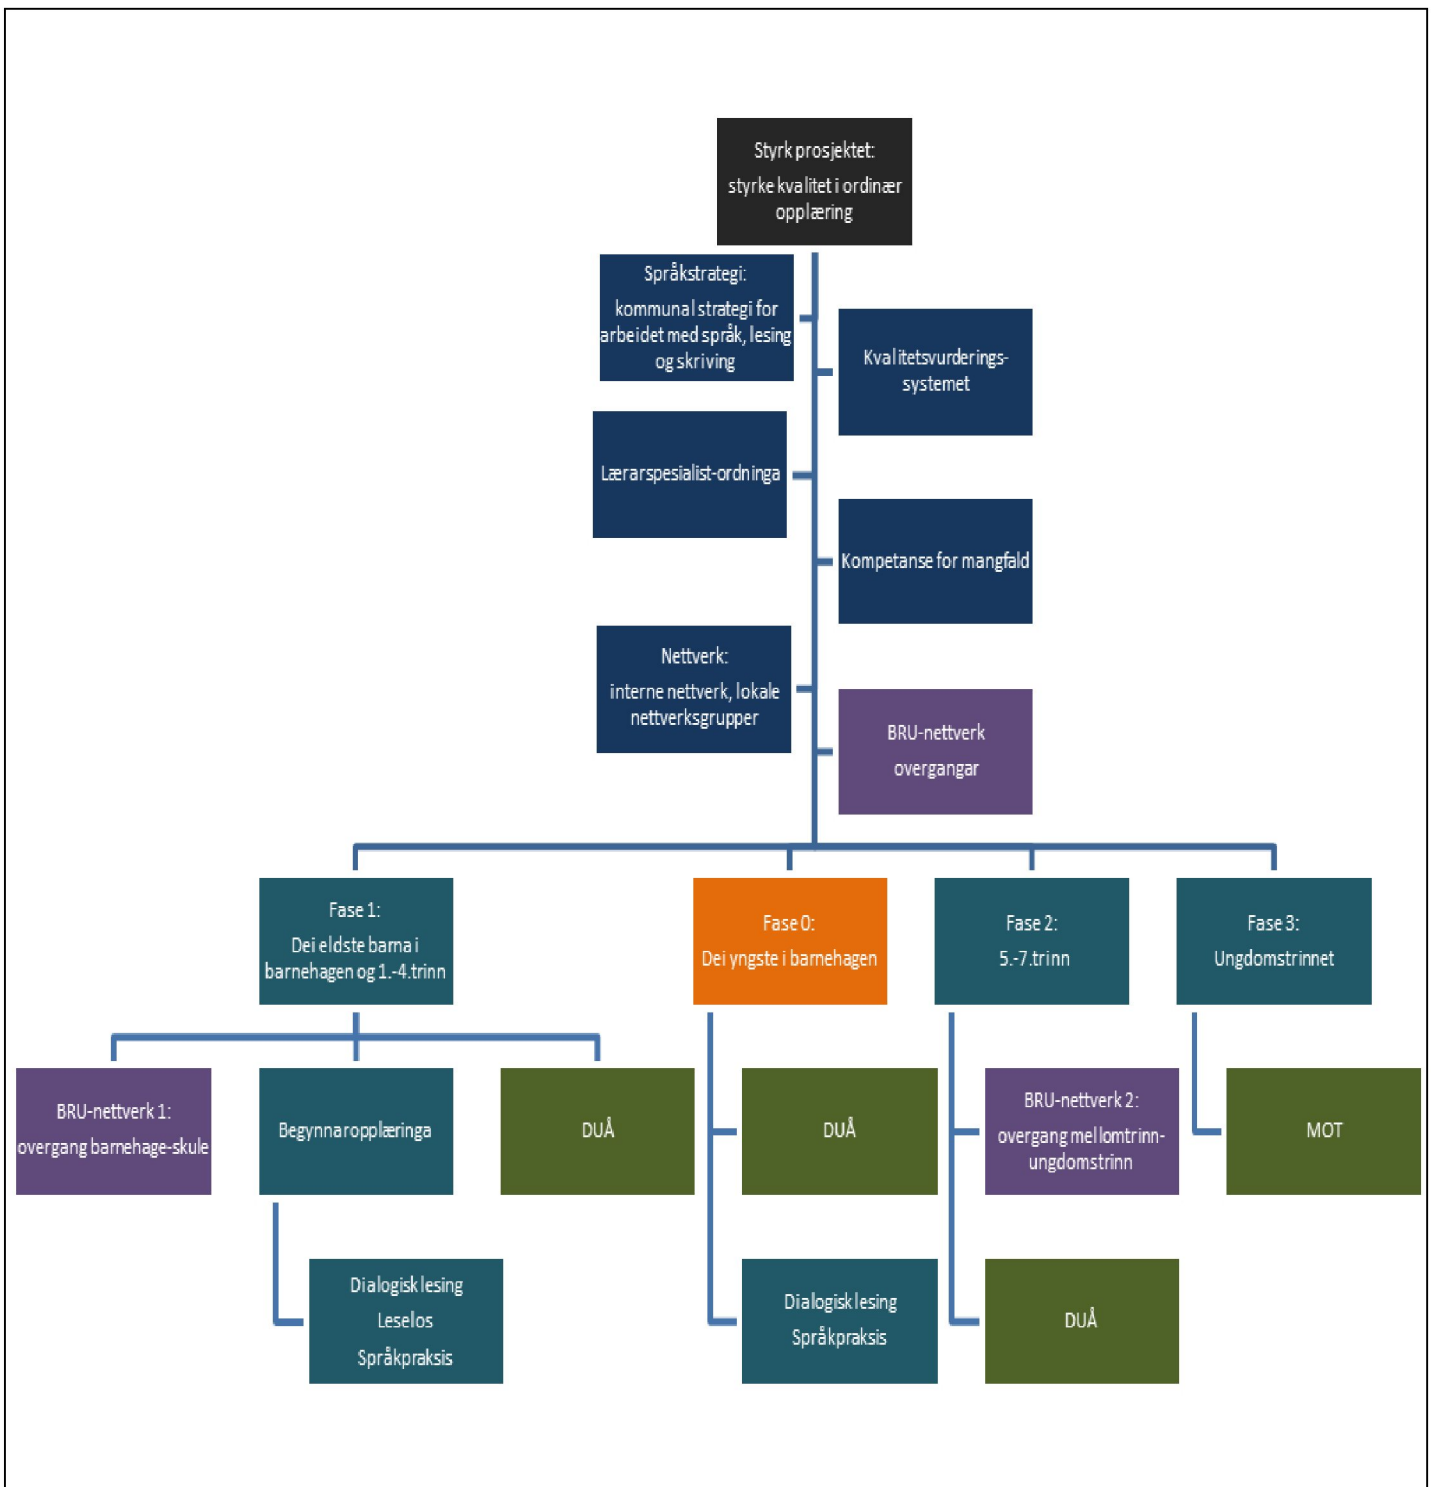 Styrk prosjektet:
styrke kvalitet i ordinær
opplæring
Språkstrategi:
kommunal strategi for
arbeidet med språk, lesing
og skriving
Kvalitetsvurderings-
systemet
Lærarspesialist-ordninga
Kompetanse for mangfald
Nettverk:
interne nettverk, lokale
nettverksgrupper
BRU-nettverk
overgangar
Fase 1:
Dei eldste barna i
barnehagen og 1.-4.trinn
Fase 0:
Dei yngste i barnehagen
Fase 2:
5.-7.trinn
Fase 3:
Ungdomstrinnet
BRU-nettverk 1:
overgang barnehage-skule
Begynnaropplæringa
DUÅ
DUÅ
BRU-nettverk 2:
overgang mellomtrinn-
ungdomstrinn
MOT
Dialogisk lesing
Leselos
Språkpraksis
Dialogisk lesing
Språkpraksis
DUÅ